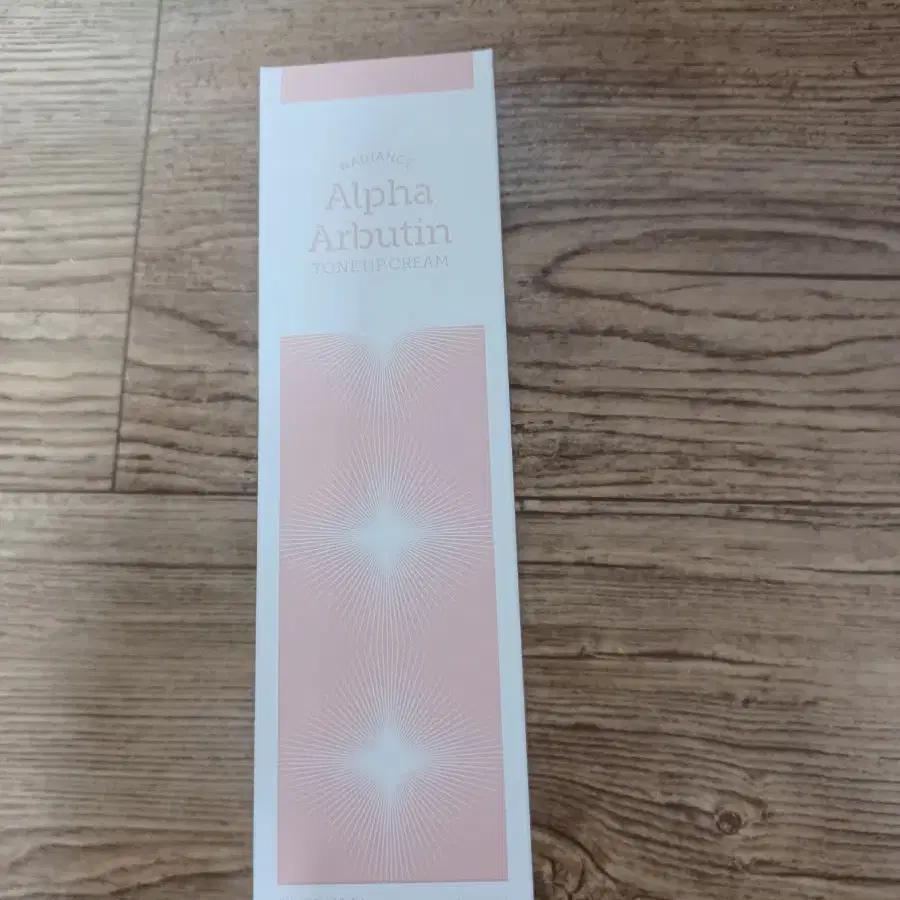 RADIANCE
Alpha
Arbutin
TONE UP CREAM